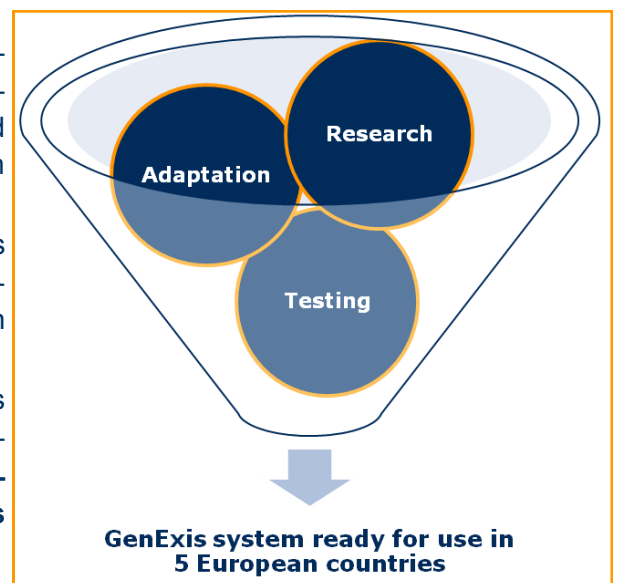 Research
Adaptation
Testing
GenExis system ready for use in
5 European countries